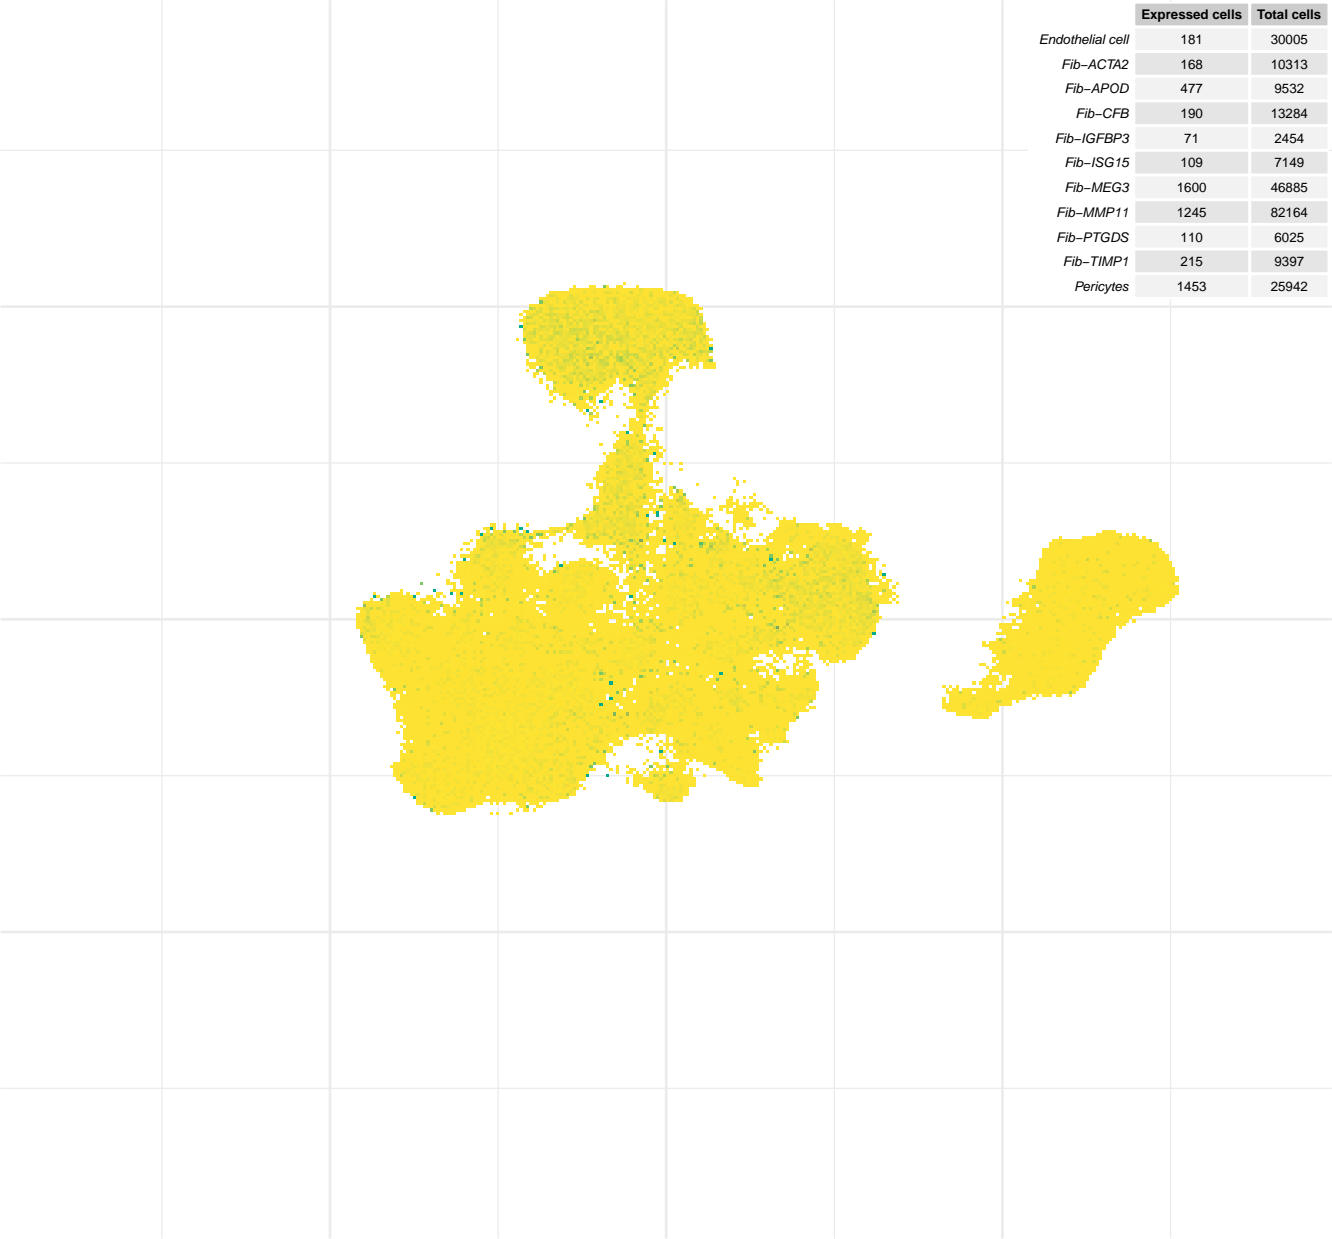 Expressed cells Total cells
Endothelial cell 181 30005
Fib−ACTA2 168 10313
Fib−APOD 477 9532
Fib−CFB 190 13284
Fib−IGFBP3 71 2454
Fib−ISG15 109 7149
Fib−MEG3 1600 46885
Fib−MMP11 1245 82164
Fib−PTGDS 110 6025
Fib−TIMP1 215 9397
Pericytes 1453 25942